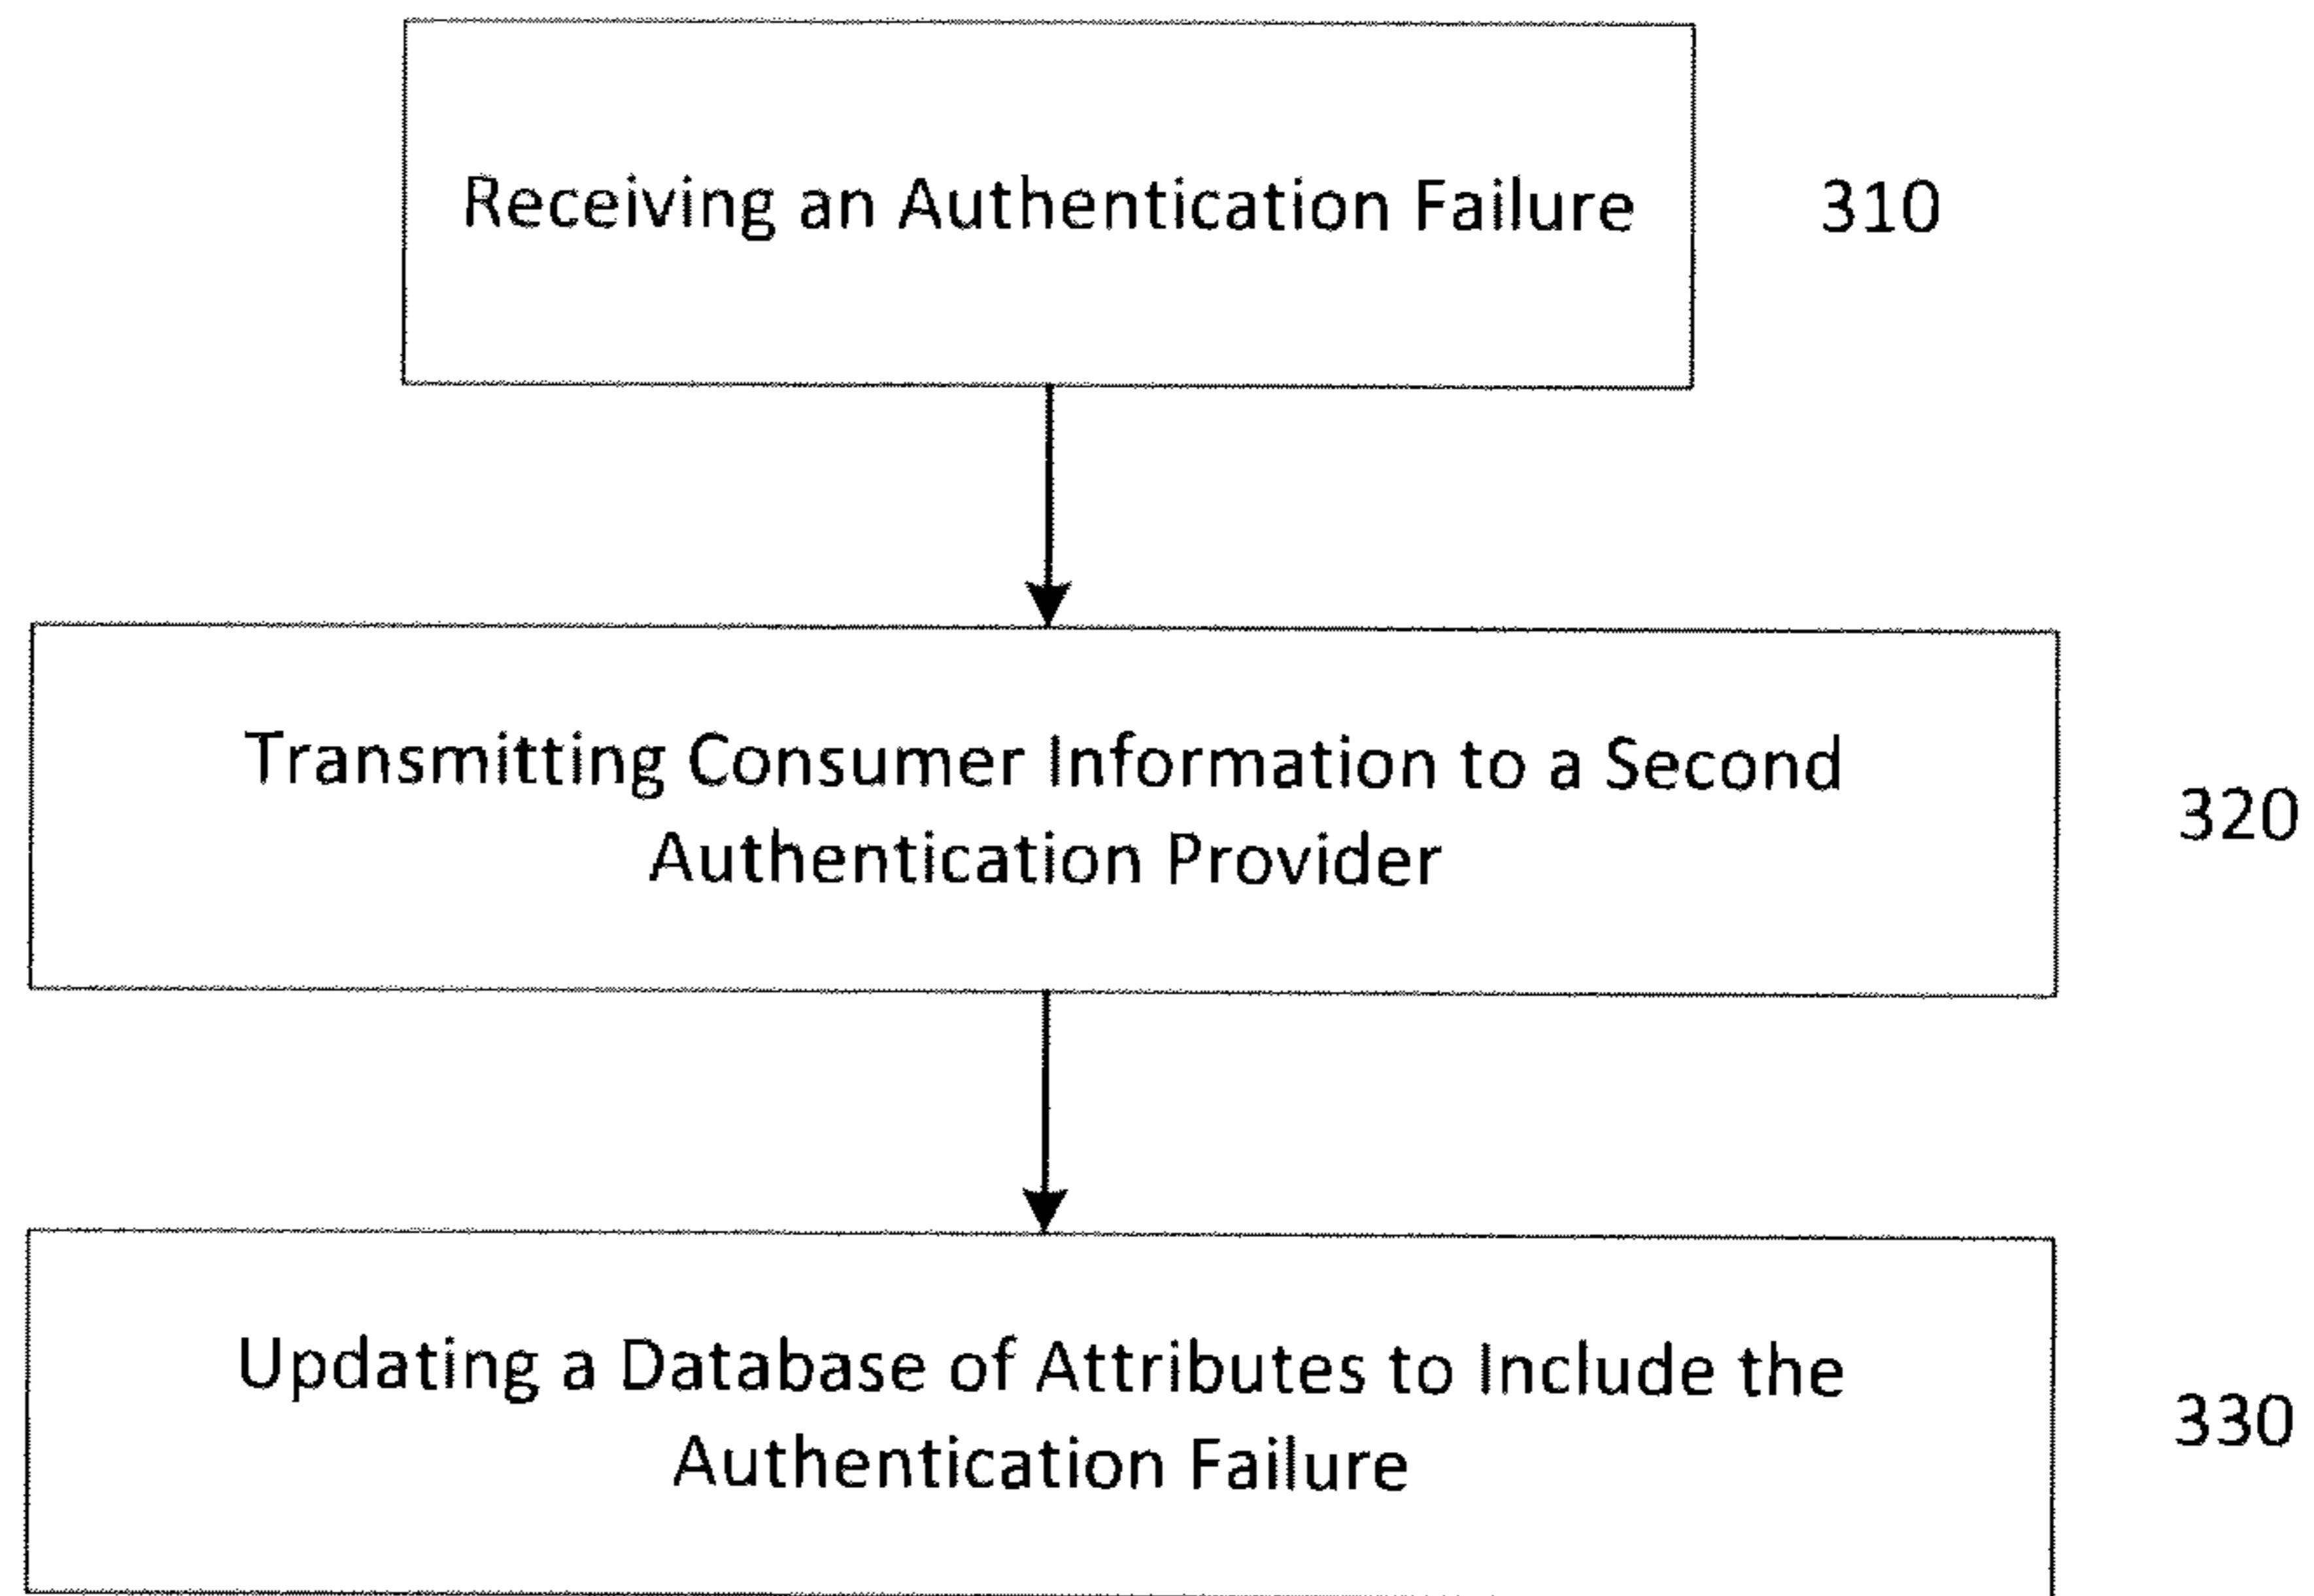 Receiving an Authentication Failure
310
Transmitting Consumer Information to a Second
Authentication Provider
320
Updating a Database of Attributes to Include the
Authentication Failure
330